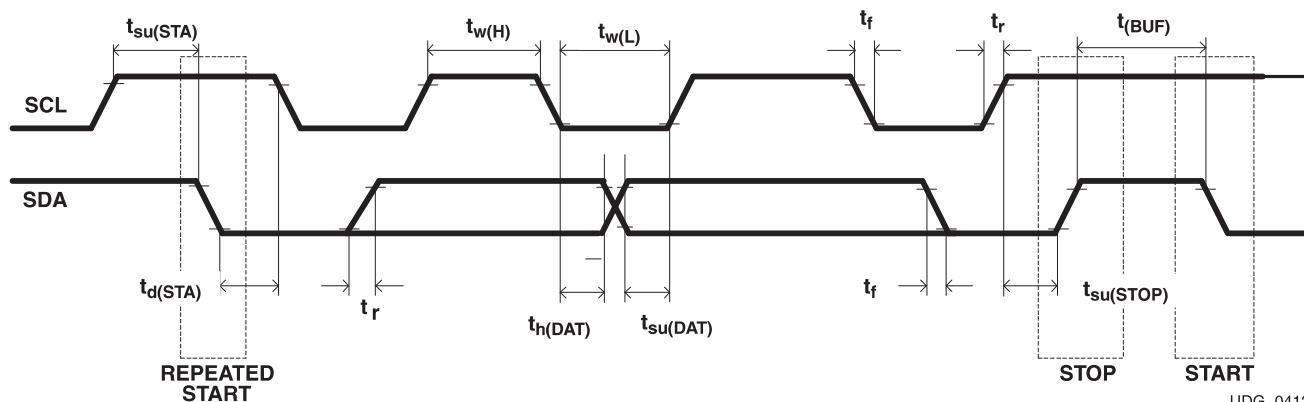 tsu(STA)
tw(H)
tw(L)
tf
tr
t(BUF)
SCL
SDA
td(STA)
tr
th(DAT)
tsu(DAT)
tf
tsu(STOP)
REPEATED
START
STOP
START